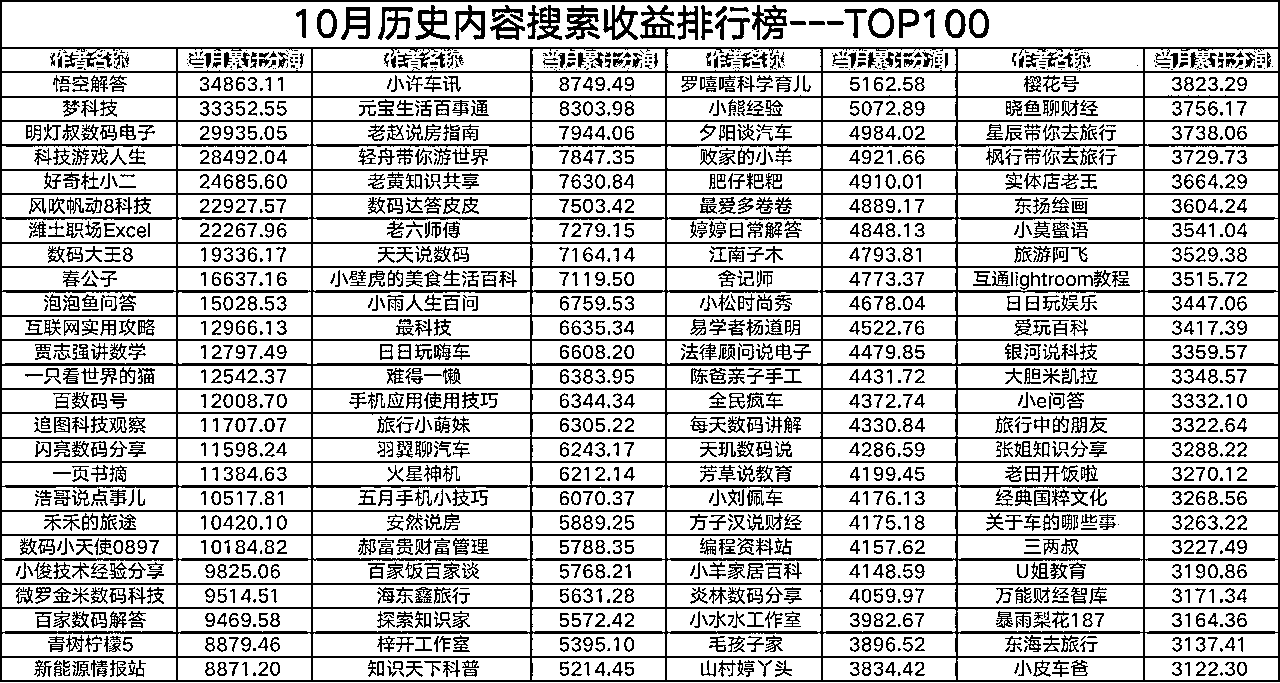 10月历史内容搜索收益排行榜---TOP100
作者名称 当月累计分润 作者名称 当月累计分润 作者名称 当月累计分润 作者名称 当月累计分润
悟空解答 34863.11 小许车讯 8749.49 罗嘻嘻科学育儿 5162.58 樱花号 3823.29
梦科技 33352.55 元宝生活百事通 8303.98 小熊经验 5072.89 晓鱼聊财经 3756.17
明灯叔数码电子 29935.05 老赵说房指南 7944.06 夕阳谈汽车 4984.02 星辰带你去旅行 3738.06
科技游戏人生 28492.04 轻舟带你游世界 7847.35 败家的小羊 4921.66 枫行带你去旅行 3729.73
好奇杜小二 24685.60 老黄知识共享 7630.84 肥仔粑粑 4910.01 实体店老王 3664.29
风吹帆动8科技 22927.57 数码达答皮皮 7503.42 最爱多卷卷 4889.17 东扬绘画 3604.24
潍土职场Excel 22267.96 老六师傅 7279.15 婷婷日常解答 4848.13 小莫蜜语 3541.04
数码大王8 19336.17 天天说数码 7164.14 江南子木 4793.81 旅游阿飞 3529.38
春公子 16637.16 小壁虎的美食生活百科 7119.50 舍记师 4773.37 互通lightroom教程 3515.72
泡泡鱼问答 15028.53 小雨人生百问 6759.53 小松时尚秀 4678.04 日日玩娱乐 3447.06
互联网实用攻略 12966.13 最科技 6635.34 易学者杨道明 4522.76 爱玩百科 3417.39
贾志强讲数学 12797.49 日日玩嗨车 6608.20 法律顾问说电子 4479.85 银河说科技 3359.57
一只看世界的猫 12542.37 难得一懒 6383.95 陈爸亲子手工 4431.72 大胆米凯拉 3348.57
百数码号 12008.70 手机应用使用技巧 6344.34 全民疯车 4372.74 小e问答 3332.10
追图科技观察 11707.07 旅行小萌妹 6305.22 每天数码讲解 4330.84 旅行中的朋友 3322.64
闪亮数码分享 11598.24 羽翼聊汽车 6243.17 天玑数码说 4286.59 张姐知识分享 3288.22
一页书摘 11384.63 火星神机 6212.14 芳草说教育 4199.45 老田开饭啦 3270.12
浩哥说点事儿 10517.81 五月手机小技巧 6070.37 小刘佩车 4176.13 经典国粹文化 3268.56
禾禾的旅途 10420.10 安然说房 5889.25 方子汉说财经 4175.18 关于车的哪些事 3263.22
数码小天使0897 10184.82 郝富贵财富管理 5788.35 编程资料站 4157.62 三两叔 3227.49
小俊技术经验分享 9825.06 百家饭百家谈 5768.21 小羊家居百科 4148.59 U姐教育 3190.86
微罗金米数码科技 9514.51 海东鑫旅行 5631.28 炎林数码分享 4059.97 万能财经智库 3171.34
百家数码解答 9469.58 探索知识家 5572.42 小水水工作室 3982.67 暴雨梨花187 3164.36
青树柠檬5 8879.46 梓开工作室 5395.10 毛孩子家 3896.52 东海去旅行 3137.41
新能源情报站 8871.20 知识天下科普 5214.45 山村婷丫头 3834.42 小皮车爸 3122.30